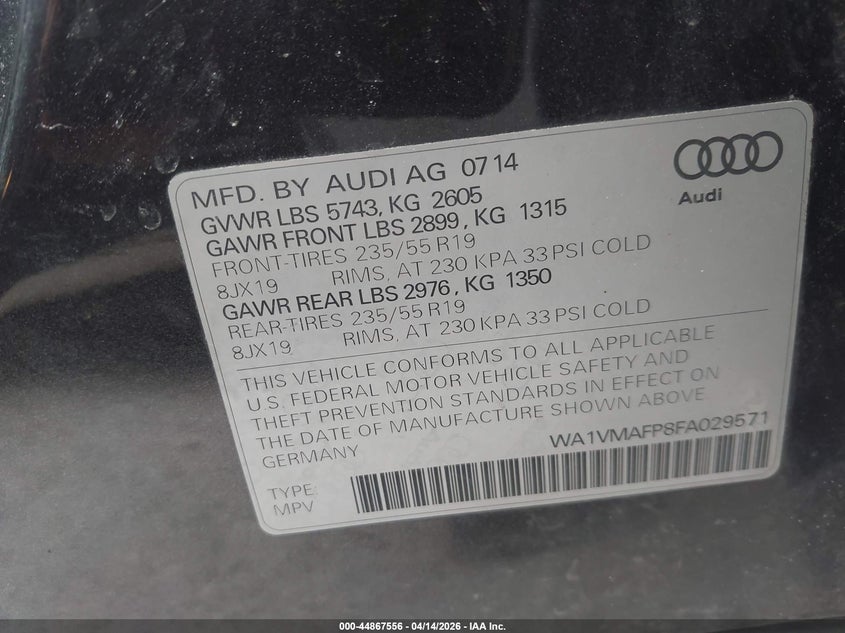 MFD. BY AUDI AG 0714
Audi
GVWR LBS 5743, KG 2605
GAWR FRONT LBS 2899, KG 1315
FRONT-TIRES 235/55 R19
8JX19 RIMS, AT 230 KPA 33 PSI COLD
GAWR REAR LBS 2976, KG 1350
REAR-TIRES 235/55 R19
8JX19 RIMS, AT 230 KPA 33 PSI COLD
THIS VEHICLE CONFORMS TO ALL APPLICABLE
U.S. FEDERAL MOTOR VEHICLE SAFETY AND
THEFT PREVENTION STANDARDS IN EFFECT ON
THE DATE OF MANUFACTURE SHOWN ABOVE
GERMANY
WA1VMAFP8FA029571
TYPE:
MPV
000-44867556 - 04/14/2026 - IAA Inc.